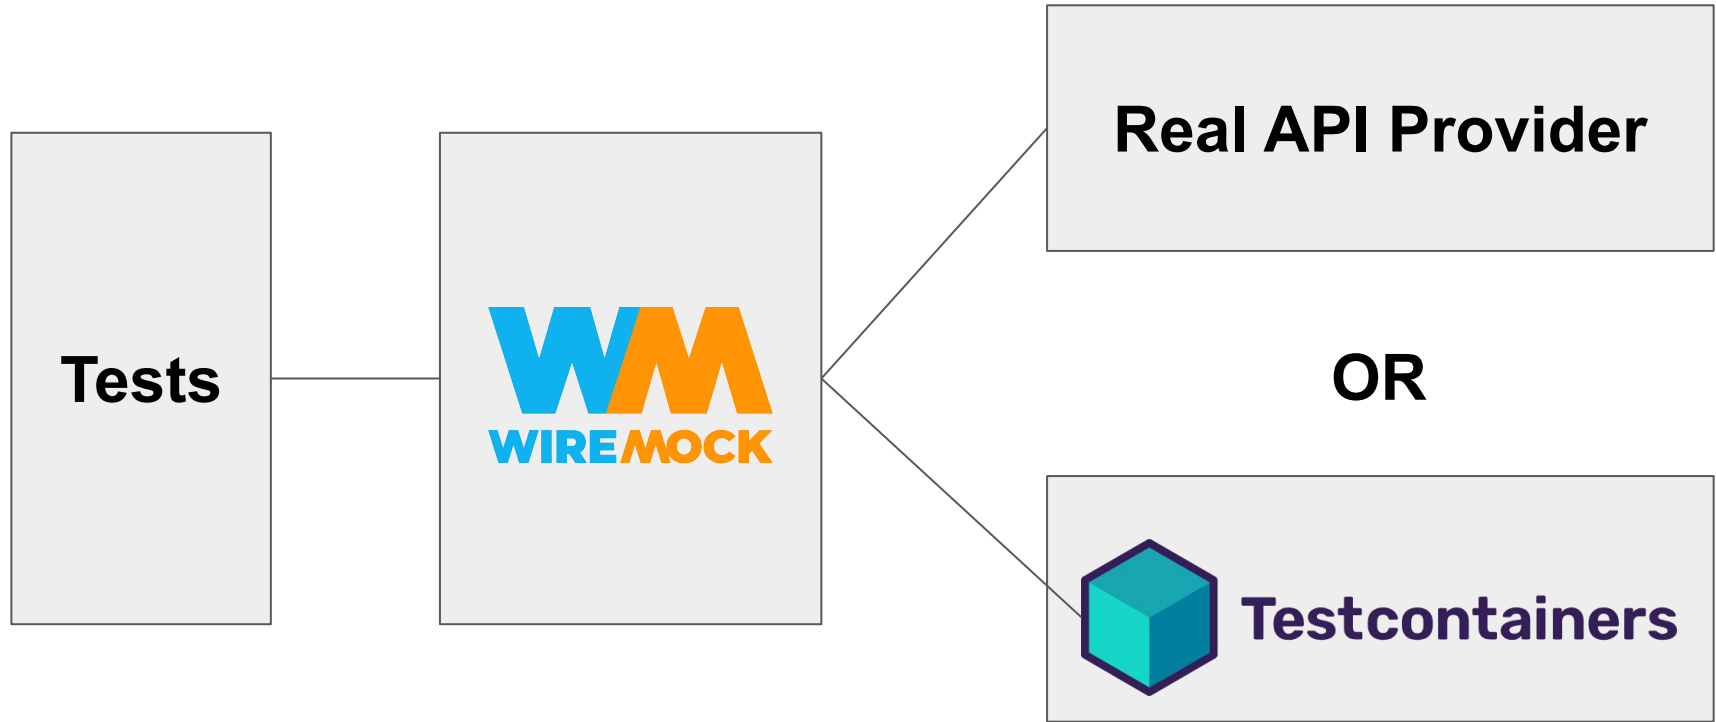 Real API Provider
Tests
WM
WIREMOCK
OR
Testcontainers